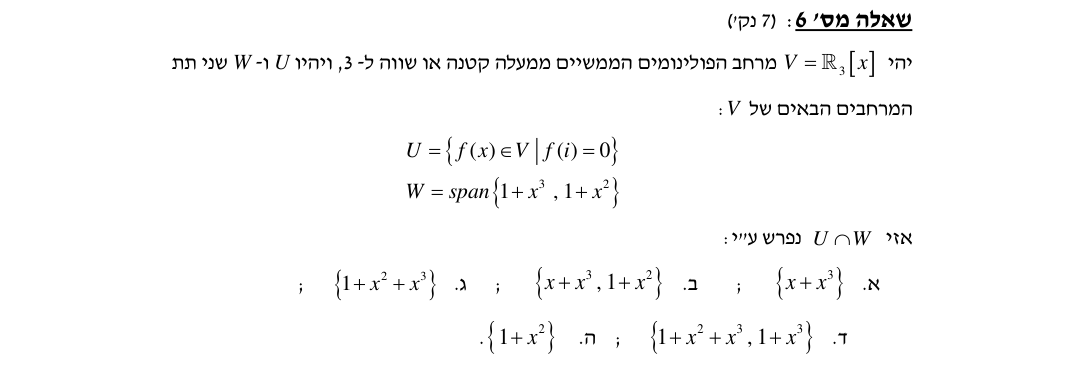 שאלה מס׳ 6: (7 נק׳)
יהי V = ℝ₃[x] מרחב הפולינומים הממשיים ממעלה קטנה או שווה ל- 3, ויהיו U ו- W שני תת
המרחבים הבאים של V:
U = {f(x) ∈ V | f(i) = 0}
W = span{1 + x³ , 1 + x²}
אזי U ∩ W נפרש ע״י:
א. {x + x³} ; ב. {x + x³ , 1 + x²} ; ג. {1 + x² + x³} ;
ד. {1 + x² + x³ , 1 + x³} ; ה. {1 + x²}.